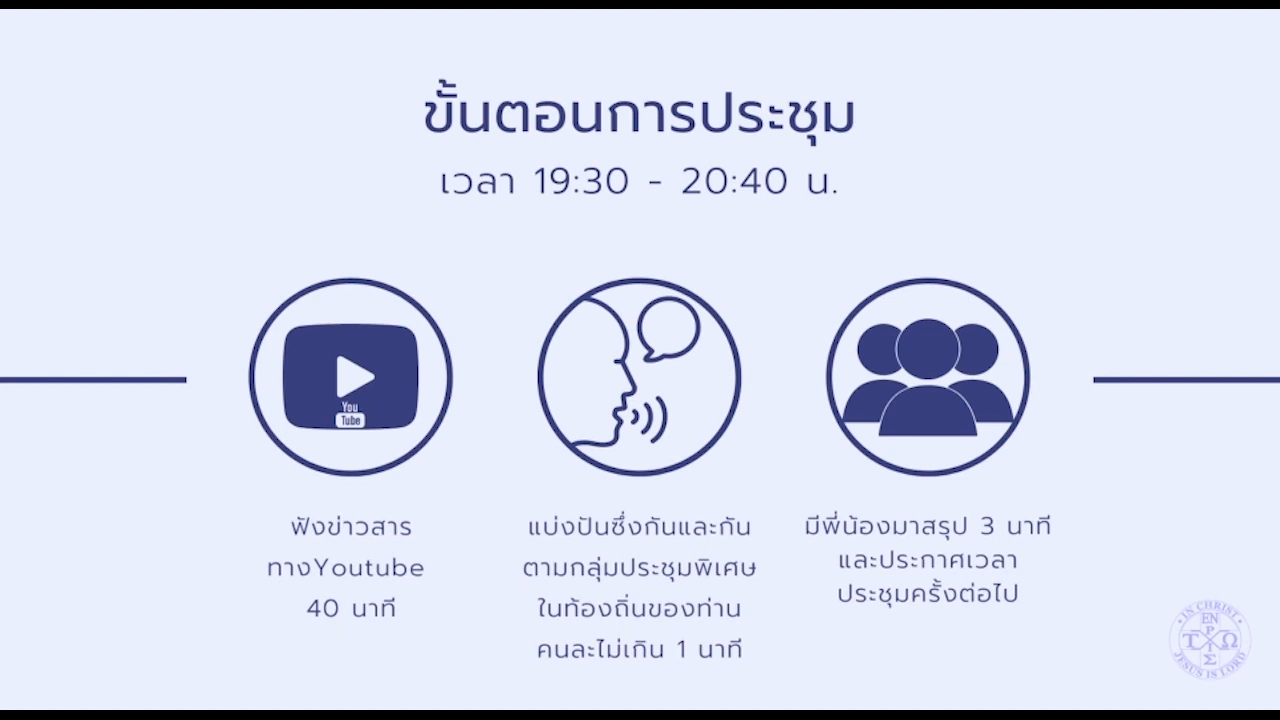 ขั้นตอนการประชุม
เวลา 19:30 - 20:40 น.
You
Tube
ฟังข่าวสาร
ทางYoutube
40 นาที
แบ่งปันซึ่งกันและกัน
ตามกลุ่มประชุมพิเศษ
ในท้องถิ่นของท่าน
คนละไม่เกิน 1 นาที
มีพี่น้องมาสรุป 3 นาที
และประกาศเวลา
ประชุมครั้งต่อไป
IN CHRIST
EN
P
T X Ω
I
Σ
JESUS IS LORD